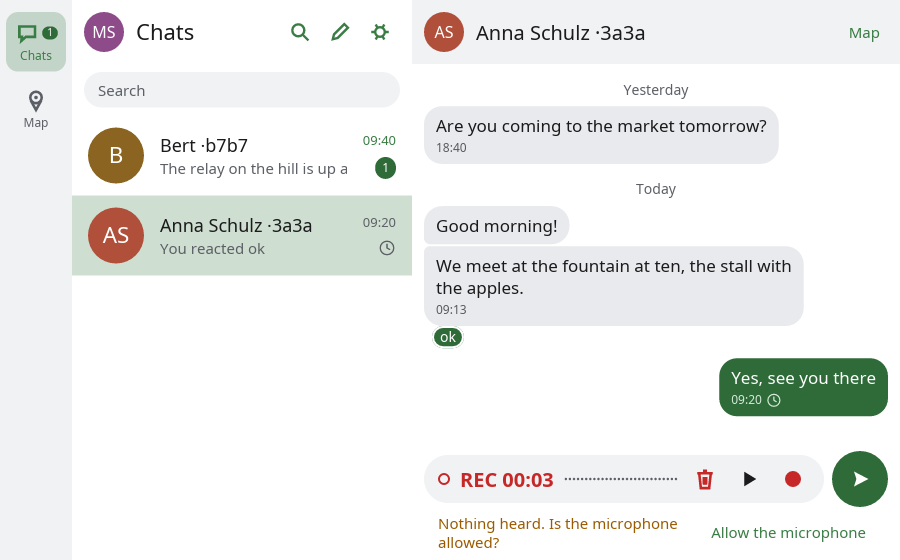 1
Chats
Map
MS
Chats
Search
B
Bert ·b7b7
09:40
The relay on the hill is up a
1
AS
Anna Schulz ·3a3a
09:20
You reacted ok
AS
Anna Schulz ·3a3a
Map
Yesterday
Are you coming to the market tomorrow?
18:40
Today
Good morning!
We meet at the fountain at ten, the stall with
the apples.
09:13
ok
Yes, see you there
09:20
REC 00:03
Nothing heard. Is the microphone
allowed?
Allow the microphone